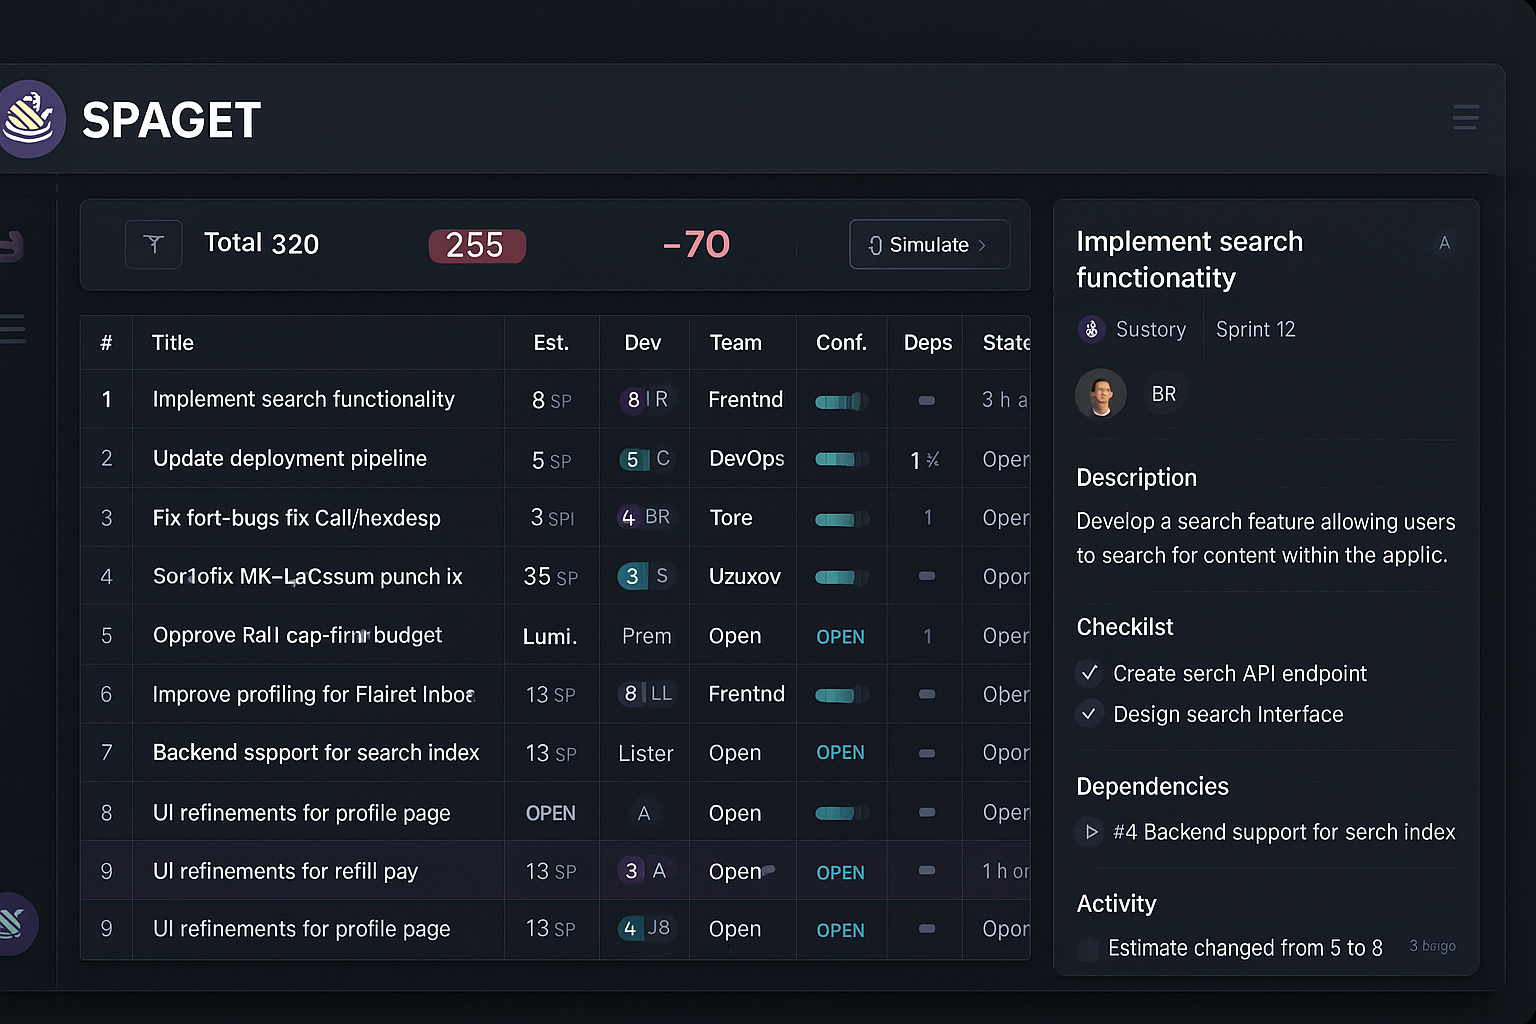 SPAGET
Total 320
255
-70
Simulate
# Title Est. Dev Team Conf. Deps State
1 Implement search functionality 8 SP 8 R Frentnd 3 h a
2 Update deployment pipeline 5 SP 5 C DevOps 1 Oper
3 Fix fort-bugs fix Call/hexdesp 3 SPI 4 BR Tore 1 Oper
4 Sor1ofix MK-LaCssum punch ix 35 SP 3 S Uzuxov Opor
5 Opprove Ral l cap-firnr budget Lumi. Prem Open OPEN 1 Oper
6 Improve profiling for Flairet Inbox 13 SP 8 LL Frentnd Oper
7 Backend sspport for search index 13 SP Lister Open OPEN Opor
8 UI refinements for profile page OPEN A Open Oper
9 UI refinements for refill pay 13 SP 3 A Open OPEN 1 h or
9 UI refinements for profile page 13 SP 4 J8 Open OPEN Opor
Implement search
functionatity
A
Sustory Sprint 12
BR
Description
Develop a search feature allowing users
to search for content within the applic.
Checkilst
Create serch API endpoint
Design search Interface
Dependencies
#4 Backend support for serch index
Activity
Estimate changed from 5 to 8